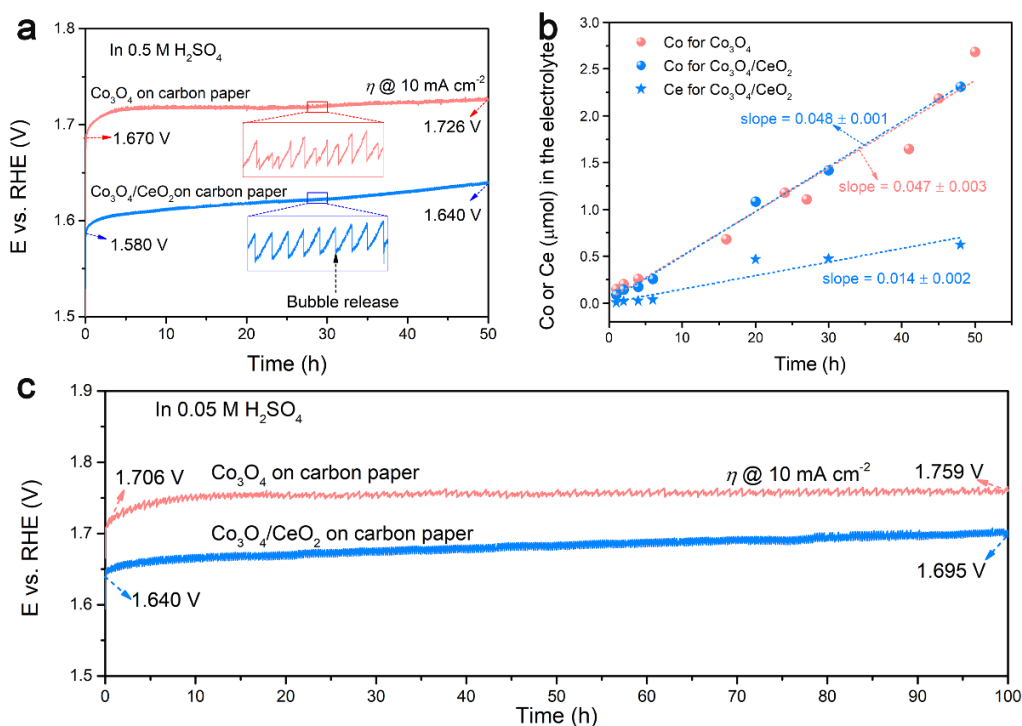 a
In 0.5 M H₂SO₄
Co₃O₄ on carbon paper
η @ 10 mA cm⁻²
1.670 V
1.726 V
Co₃O₄/CeO₂on carbon paper
1.580 V
1.640 V
Bubble release
E vs. RHE (V)
1.8
1.7
1.6
1.5
0 10 20 30 40 50
Time (h)
b
Co for Co₃O₄
Co for Co₃O₄/CeO₂
Ce for Co₃O₄/CeO₂
slope = 0.048 ± 0.001
slope = 0.047 ± 0.003
slope = 0.014 ± 0.002
Co or Ce (μmol) in the electrolyte
3.0
2.5
2.0
1.5
1.0
0.5
0.0
0 10 20 30 40 50
Time (h)
c
In 0.05 M H₂SO₄
1.706 V
Co₃O₄ on carbon paper
η @ 10 mA cm⁻²
1.759 V
Co₃O₄/CeO₂ on carbon paper
1.640 V
1.695 V
E vs. RHE (V)
1.9
1.8
1.7
1.6
1.5
0 10 20 30 40 50 60 70 80 90 100
Time (h)